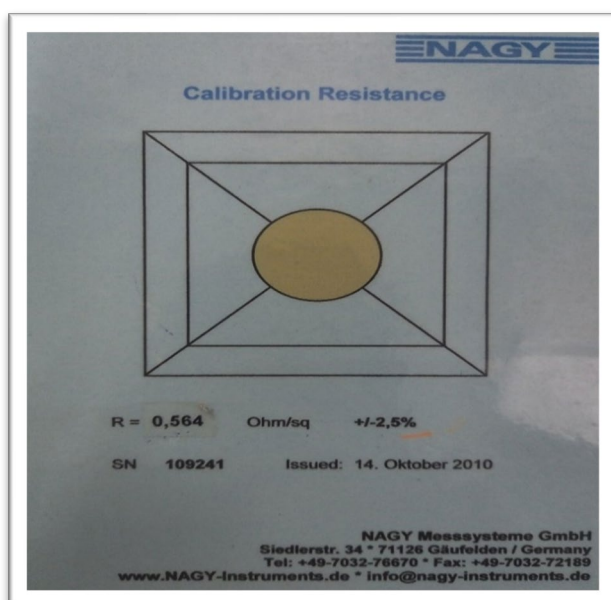 NAGY
Calibration Resistance
R = 0,564 Ohm/sq +/-2,5%
SN 109241 Issued: 14. Oktober 2010
NAGY Messsysteme GmbH
Siedlerstr. 34 * 71126 Gäufelden / Germany
Tel: +49-7032-76670 * Fax: +49-7032-72189
www.NAGY-Instruments.de * info@nagy-instruments.de